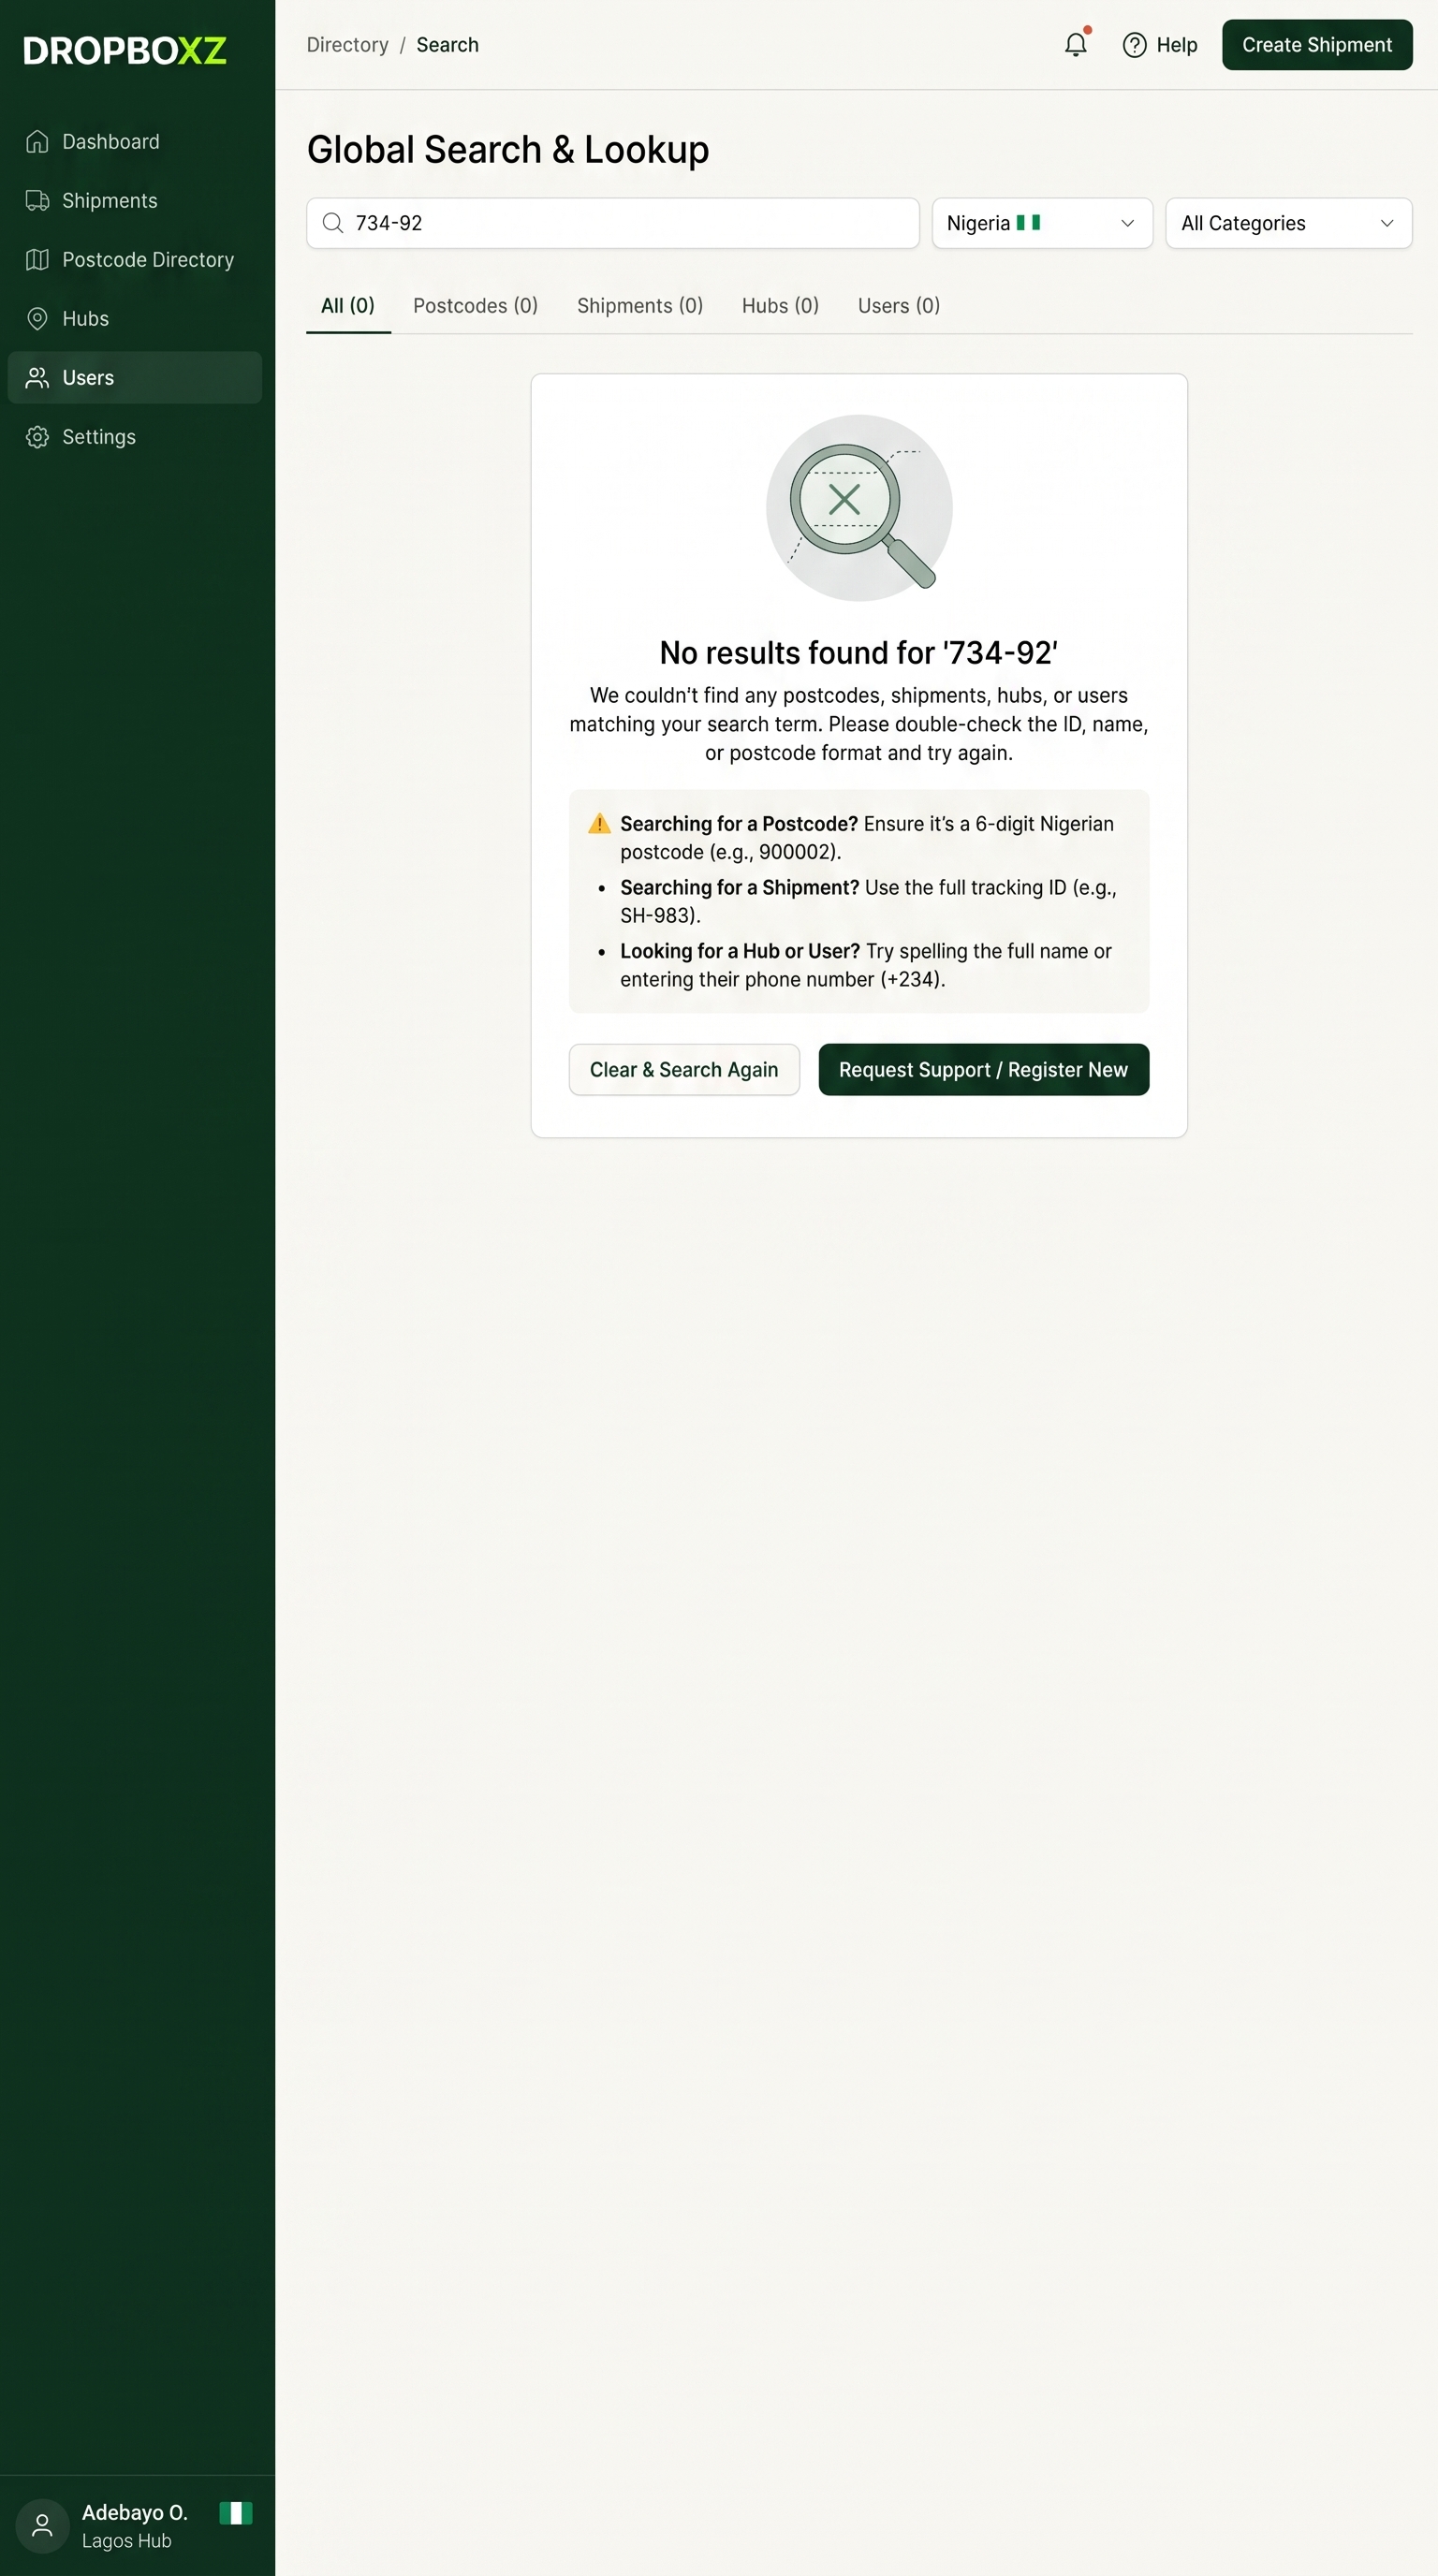 DROPBOXZ
Dashboard
Shipments
Postcode Directory
Hubs
Users
Settings
Adebayo O.
Lagos Hub
Directory / Search
Help
Create Shipment
Global Search & Lookup
734-92
Nigeria
All Categories
All (0)
Postcodes (0)
Shipments (0)
Hubs (0)
Users (0)
No results found for '734-92'
We couldn't find any postcodes, shipments, hubs, or users
matching your search term. Please double-check the ID, name,
or postcode format and try again.
Searching for a Postcode? Ensure it's a 6-digit Nigerian
postcode (e.g., 900002).
• Searching for a Shipment? Use the full tracking ID (e.g.,
SH-983).
• Looking for a Hub or User? Try spelling the full name or
entering their phone number (+234).
Clear & Search Again
Request Support / Register New